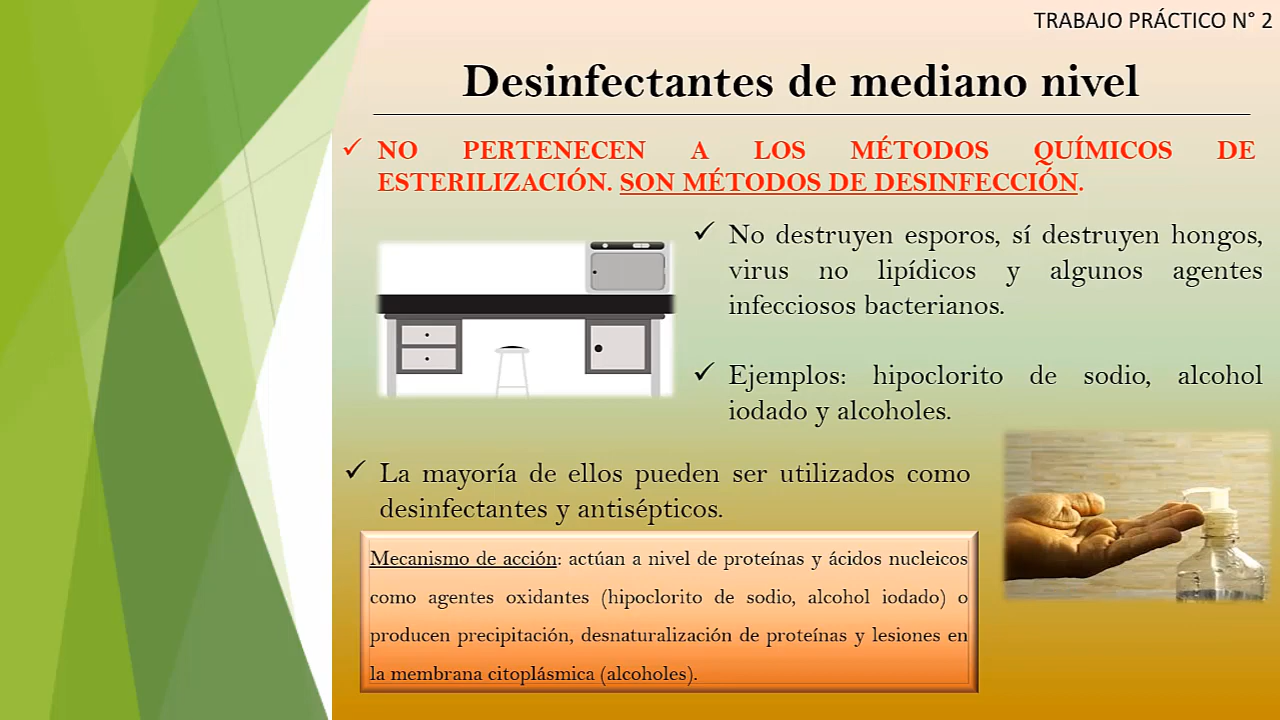 TRABAJO PRÁCTICO N° 2
Desinfectantes de mediano nivel
NO PERTENECEN A LOS MÉTODOS QUÍMICOS DE
ESTERILIZACIÓN. SON MÉTODOS DE DESINFECCIÓN.
No destruyen esporos, sí destruyen hongos,
virus no lipídicos y algunos agentes
infecciosos bacterianos.
Ejemplos: hipoclorito de sodio, alcohol
iodado y alcoholes.
La mayoría de ellos pueden ser utilizados como
desinfectantes y antisépticos.
Mecanismo de acción: actúan a nivel de proteínas y ácidos nucleicos
como agentes oxidantes (hipoclorito de sodio, alcohol iodado) o
producen precipitación, desnaturalización de proteínas y lesiones en
la membrana citoplásmica (alcoholes).